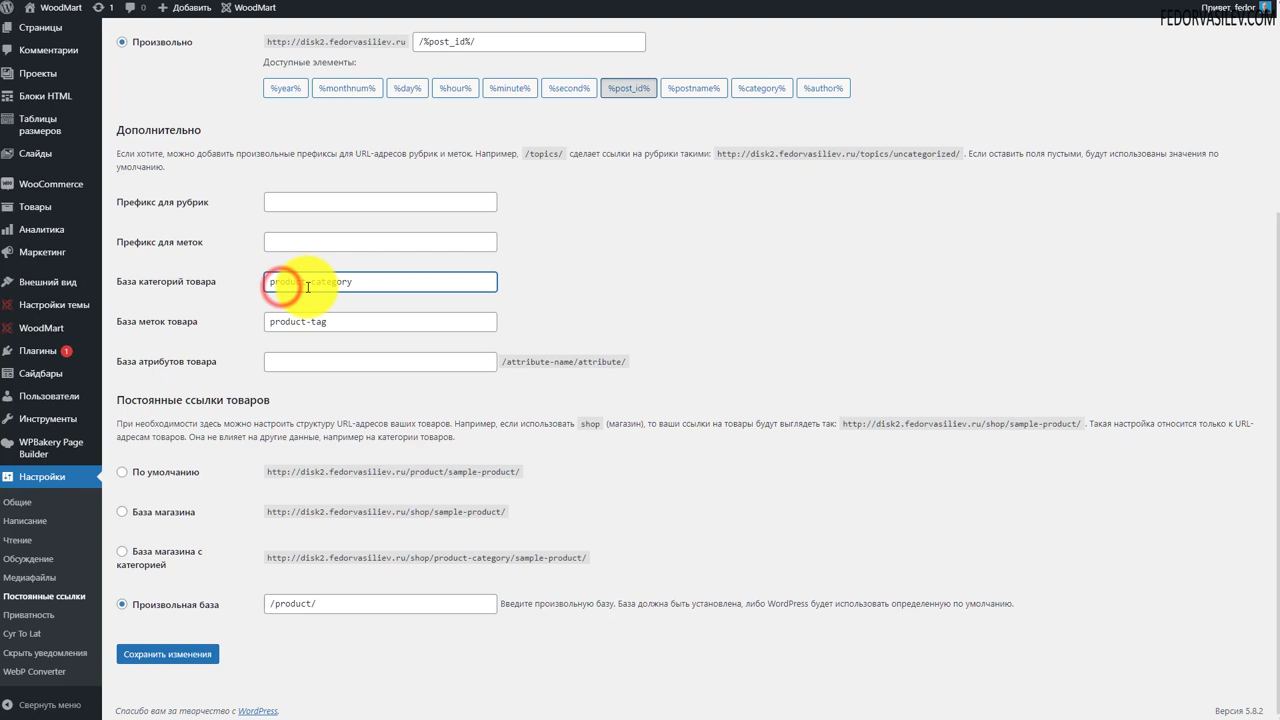 WoodMart 1 0 Добавить WoodMart Привет, fedor
FEDORVASILEV.COM
Страницы
Комментарии
Проекты
Блоки HTML
Таблицы
размеров
Слайды
WooCommerce
Товары
Аналитика
Маркетинг
Внешний вид
Настройки темы
WoodMart
Плагины 1
Сайдбары
Пользователи
Инструменты
WPBakery Page
Builder
Настройки
Общие
Написание
Чтение
Обсуждение
Медиафайлы
Постоянные ссылки
Приватность
Cyr To Lat
Скрыть уведомления
WebP Converter
Свернуть меню
Произвольно http://disk2.fedorvasiliev.ru /%post_id%/
Доступные элементы:
%year% %monthnum% %day% %hour% %minute% %second% %post_id% %postname% %category% %author%
Дополнительно
Если хотите, можно добавить произвольные префиксы для URL-адресов рубрик и меток. Например, /topics/ сделает ссылки на рубрики такими: http://disk2.fedorvasiliev.ru/topics/uncategorized/ . Если оставить поля пустыми, будут использованы значения по
умолчанию.
Префикс для рубрик
Префикс для меток
База категорий товара product-category
База меток товара product-tag
База атрибутов товара /attribute-name/attribute/
Постоянные ссылки товаров
При необходимости здесь можно настроить структуру URL-адресов ваших товаров. Например, если использовать shop (магазин), то ваши ссылки на товары будут выглядеть так: http://disk2.fedorvasiliev.ru/shop/sample-product/ . Такая настройка относится только к URL-
адресам товаров. Она не влияет на другие данные, например на категории товаров.
По умолчанию http://disk2.fedorvasiliev.ru/product/sample-product/
База магазина http://disk2.fedorvasiliev.ru/shop/sample-product/
База магазина с
категорией http://disk2.fedorvasiliev.ru/shop/product-category/sample-product/
Произвольная база /product/ Введите произвольную базу. База должна быть установлена, либо WordPress будет использовать определенную по умолчанию.
Сохранить изменения
Спасибо вам за творчество с WordPress. Версия 5.8.2